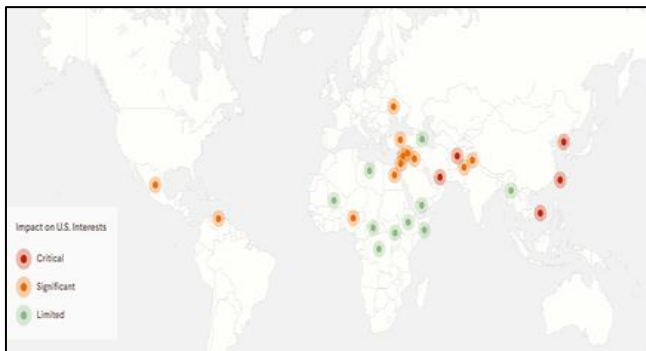 Impact on U.S. Interests
Critical
Significant
Limited